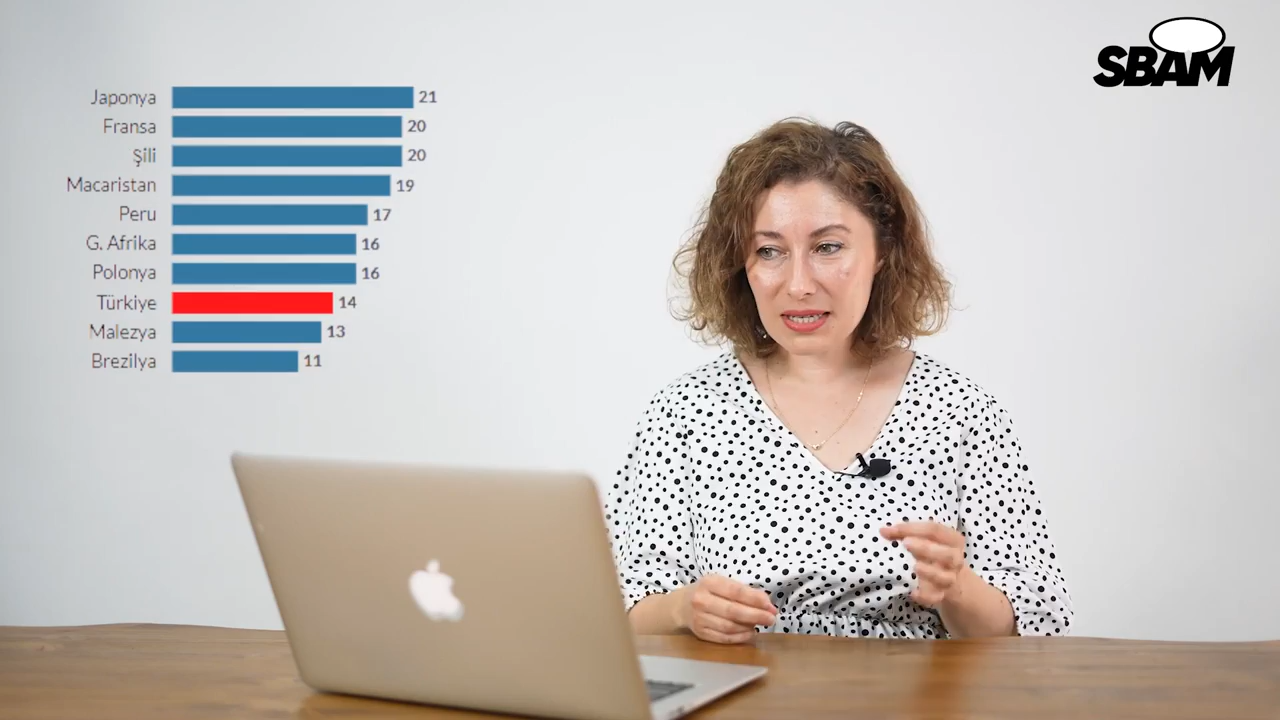 SBAM
Japonya 21
Fransa 20
Şili 20
Macaristan 19
Peru 17
G. Afrika 16
Polonya 16
Türkiye 14
Malezya 13
Brezilya 11